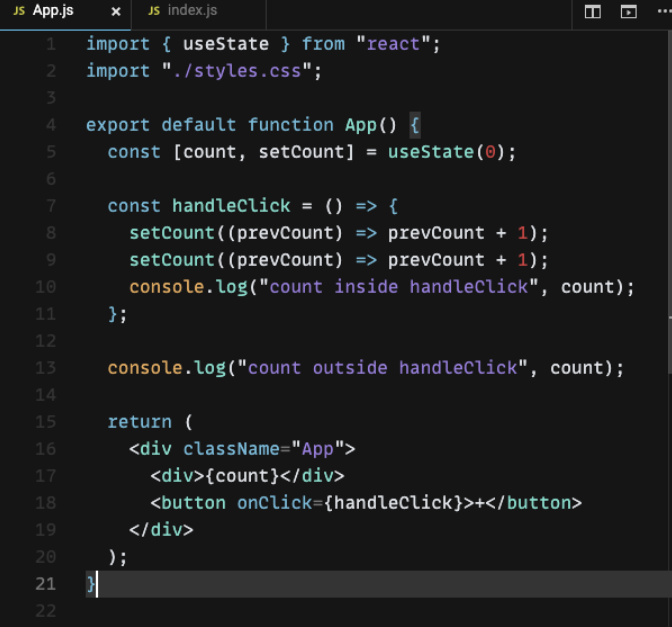 JS App.js × JS index.js ...
1 import { useState } from "react";
2 import "./styles.css";
3
4 export default function App() {
5 const [count, setCount] = useState(0);
6
7 const handleClick = () => {
8 setCount((prevCount) => prevCount + 1);
9 setCount((prevCount) => prevCount + 1);
10 console.log("count inside handleClick", count);
11 };
12
13 console.log("count outside handleClick", count);
14
15 return (
16 <div className="App">
17 <div>{count}</div>
18 <button onClick={handleClick}>+</button>
19 </div>
20 );
21 }
22